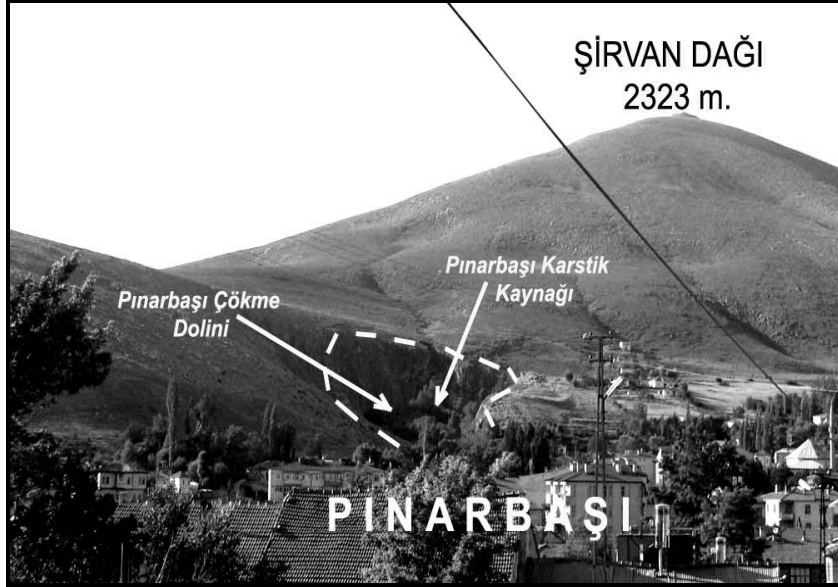 ŞİRVAN DAĞI
2323 m.
Pınarbaşı Karstik
Kaynağı
Pınarbaşı Çökme
Dolini
PINARBAŞI